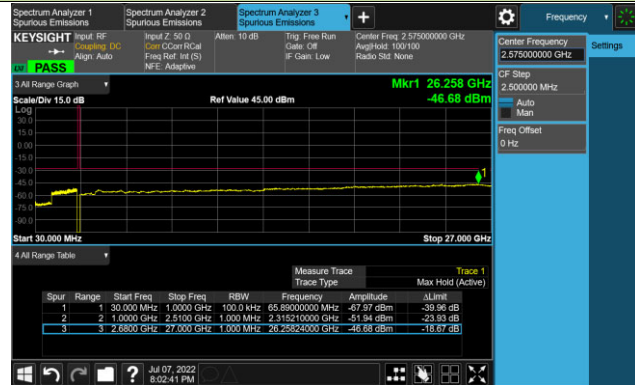 Spectrum Analyzer 1
Spurious Emissions
Spectrum Analyzer 2
Spurious Emissions
Spectrum Analyzer 3
Spurious Emissions
Frequency
KEYSIGHT
Input: RF
Coupling: DC
Align: Auto
Input Z: 50 Ω
Corr CCorr RCal
Freq Ref: Int (S)
NFE: Adaptive
Atten: 10 dB
Trig: Free Run
Gate: Off
IF Gain: Low
Center Freq: 2.575000000 GHz
Avg|Hold: 100/100
Radio Std: None
PASS
Center Frequency
2.575000000 GHz
Settings
CF Step
2.500000 MHz
Auto
Man
Freq Offset
0 Hz
3 All Range Graph
Mkr1 26.258 GHz
-46.68 dBm
Scale/Div 15.0 dB
Ref Value 45.00 dBm
Log
30.0
15.0
0.00
-15.0
-30.0
-45.0
-60.0
-75.0
-90.0
1
Start 30.000 MHz
Stop 27.000 GHz
4 All Range Table
Measure Trace Trace 1
Trace Type Max Hold (Active)
Spur Range Start Freq Stop Freq RBW Frequency Amplitude ΔLimit
1 1 30.000 MHz 1.0000 GHz 100.0 kHz 65.89000000 MHz -67.97 dBm -39.96 dB
2 2 1.0000 GHz 2.5100 GHz 1.000 MHz 2.315210000 GHz -51.94 dBm -23.93 dB
3 3 2.6800 GHz 27.000 GHz 1.000 MHz 26.25824000 GHz -46.68 dBm -18.67 dB
Jul 07, 2022
8:02:41 PM